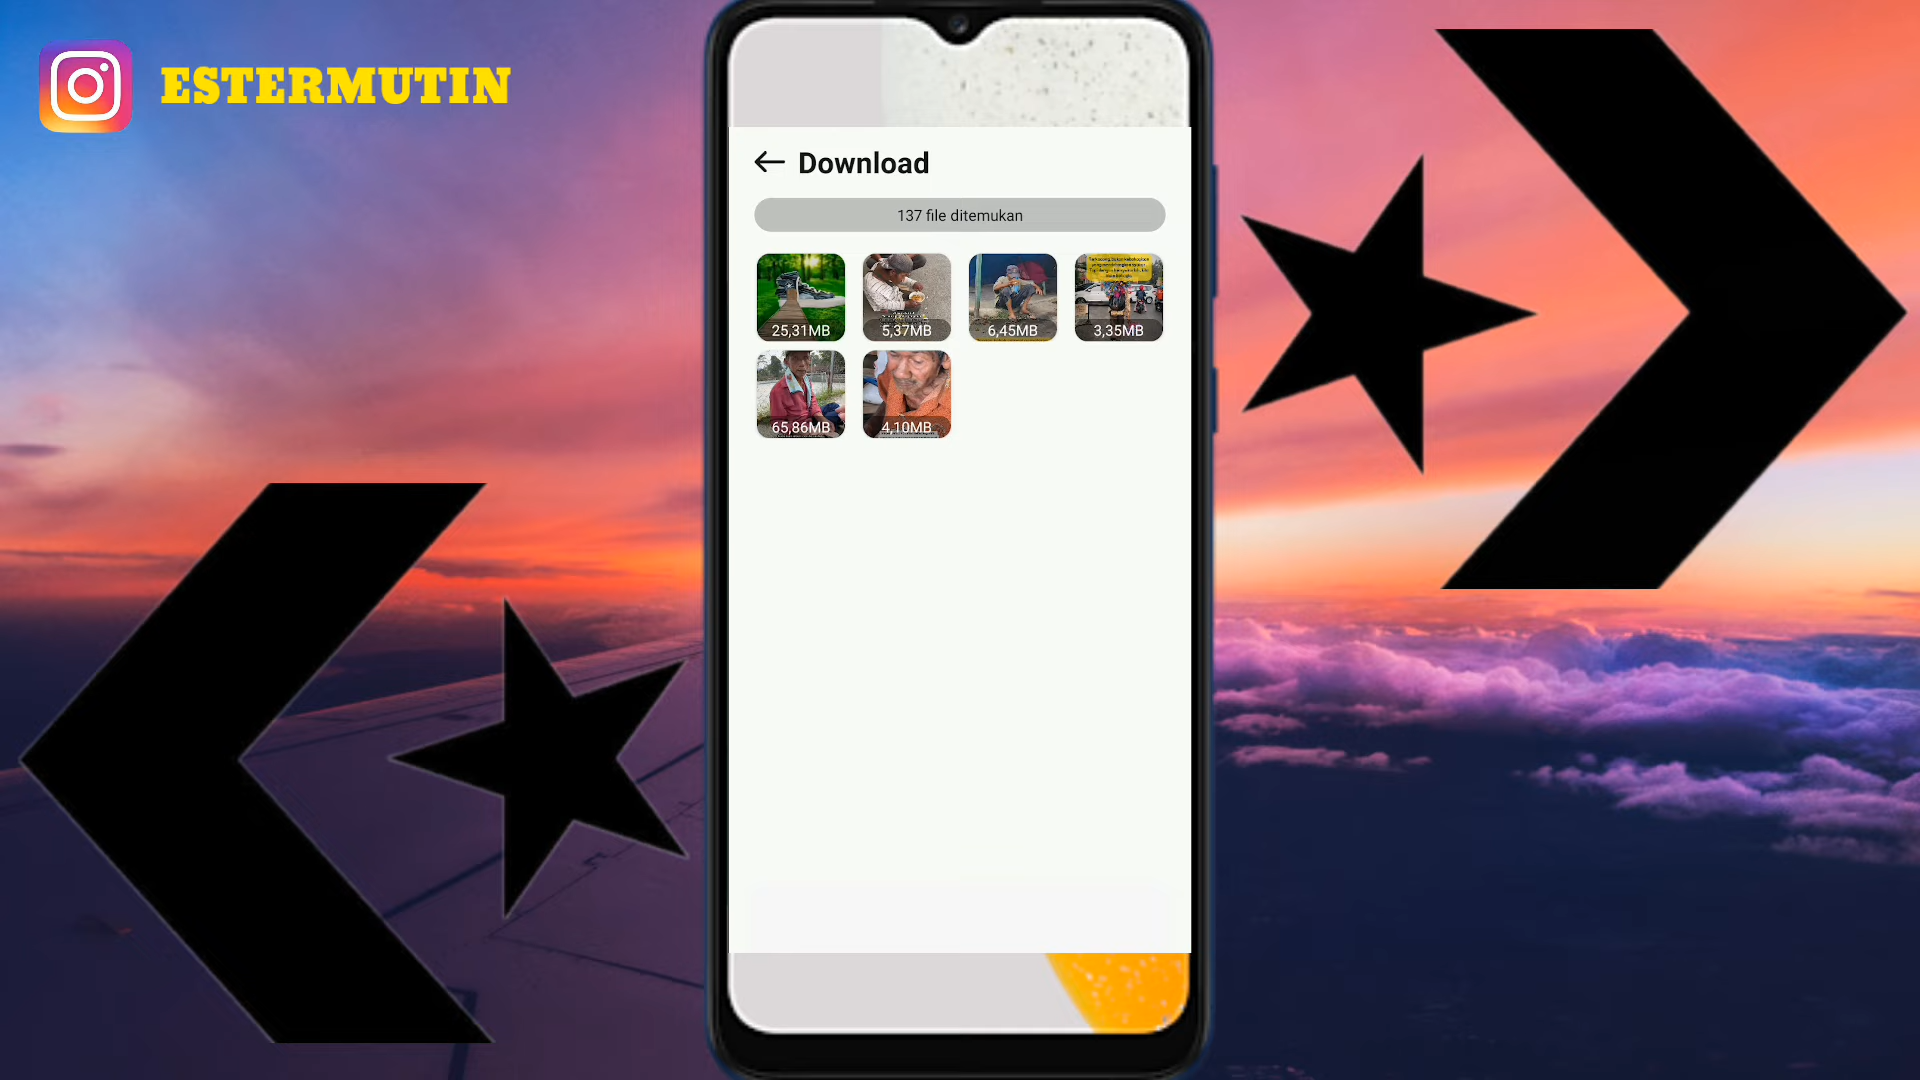 ESTERMUTIN
Download
137 file ditemukan
25,31MB
5,37MB
6,45MB
3,35MB
65,86MB
4,10MB